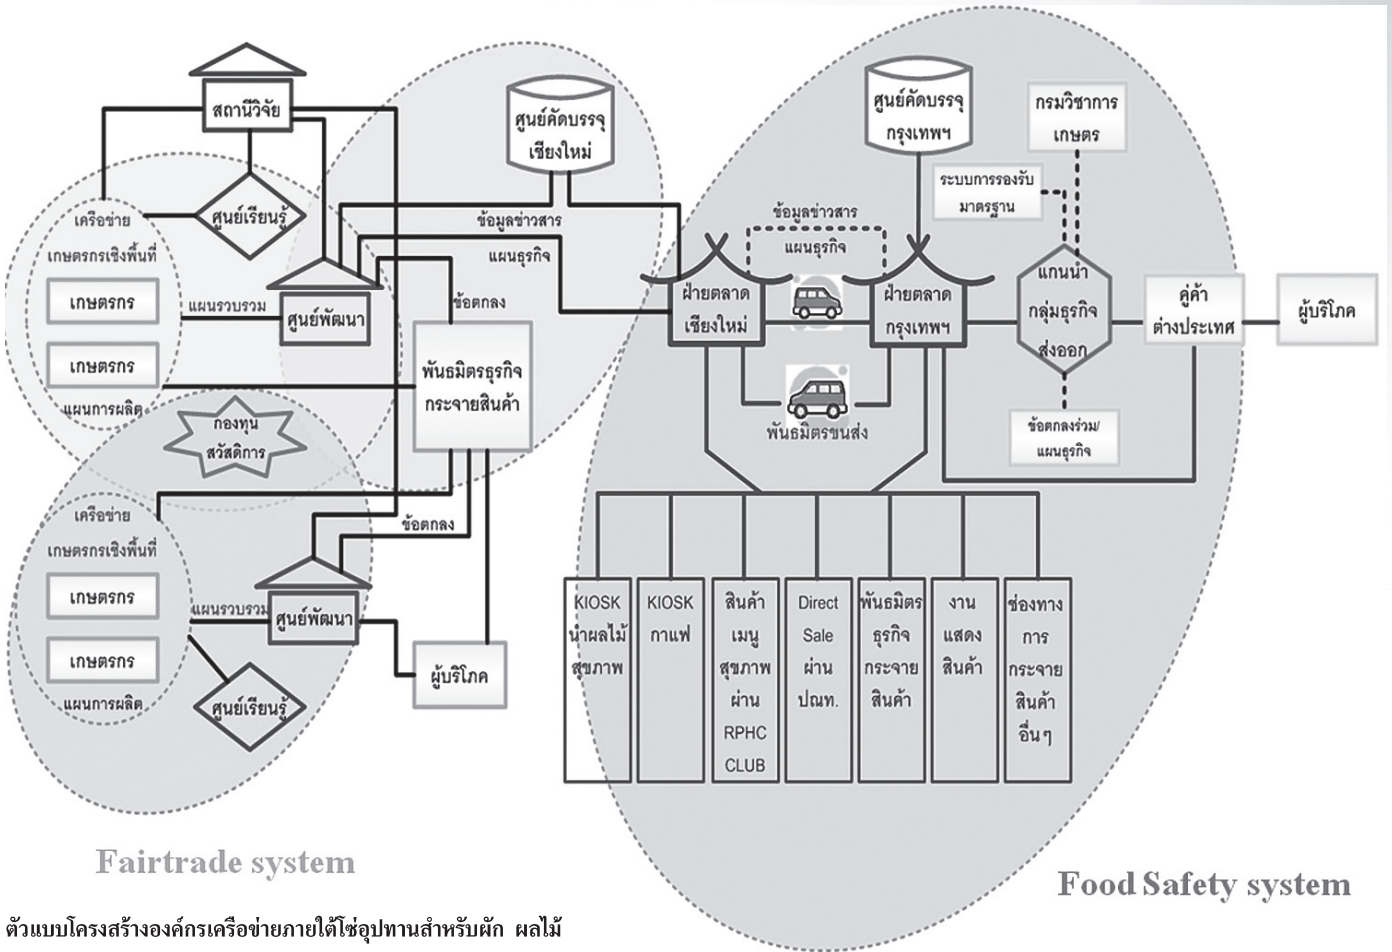 สถานีวิจัย
ศูนย์เรียนรู้
เครือข่าย
เกษตรกรเชิงพื้นที่
เกษตรกร
เกษตรกร
แผนการผลิต
แผนรวบรวม
ศูนย์พัฒนา
ศูนย์คัดบรรจุ
เชียงใหม่
ข้อมูลข่าวสาร
แผนธุรกิจ
ข้อตกลง
พันธมิตรธุรกิจ
กระจายสินค้า
กองทุน
สวัสดิการ
เครือข่าย
เกษตรกรเชิงพื้นที่
เกษตรกร
เกษตรกร
แผนการผลิต
แผนรวบรวม
ศูนย์พัฒนา
ข้อตกลง
ศูนย์เรียนรู้
ผู้บริโภค
ศูนย์คัดบรรจุ
กรุงเทพฯ
กรมวิชาการ
เกษตร
ระบบการรองรับ
มาตรฐาน
ข้อมูลข่าวสาร
แผนธุรกิจ
ฝ่ายตลาด
เชียงใหม่
ฝ่ายตลาด
กรุงเทพฯ
แกนนำ
กลุ่มธุรกิจ
ส่งออก
คู่ค้า
ต่างประเทศ
ผู้บริโภค
พันธมิตรขนส่ง
ข้อตกลงร่วม/
แผนธุรกิจ
KIOSK
น้ำผลไม้
สุขภาพ
KIOSK
กาแฟ
สินค้า
เมนู
สุขภาพ
ผ่าน
RPHC
CLUB
Direct
Sale
ผ่าน
ปณท.
พันธมิตร
ธุรกิจ
กระจาย
สินค้า
งาน
แสดง
สินค้า
ช่องทาง
การ
กระจาย
สินค้า
อื่นๆ
Fairtrade system
Food Safety system
ตัวแบบโครงสร้างองค์กรเครือข่ายภายใต้โซ่อุปทานสำหรับผัก ผลไม้